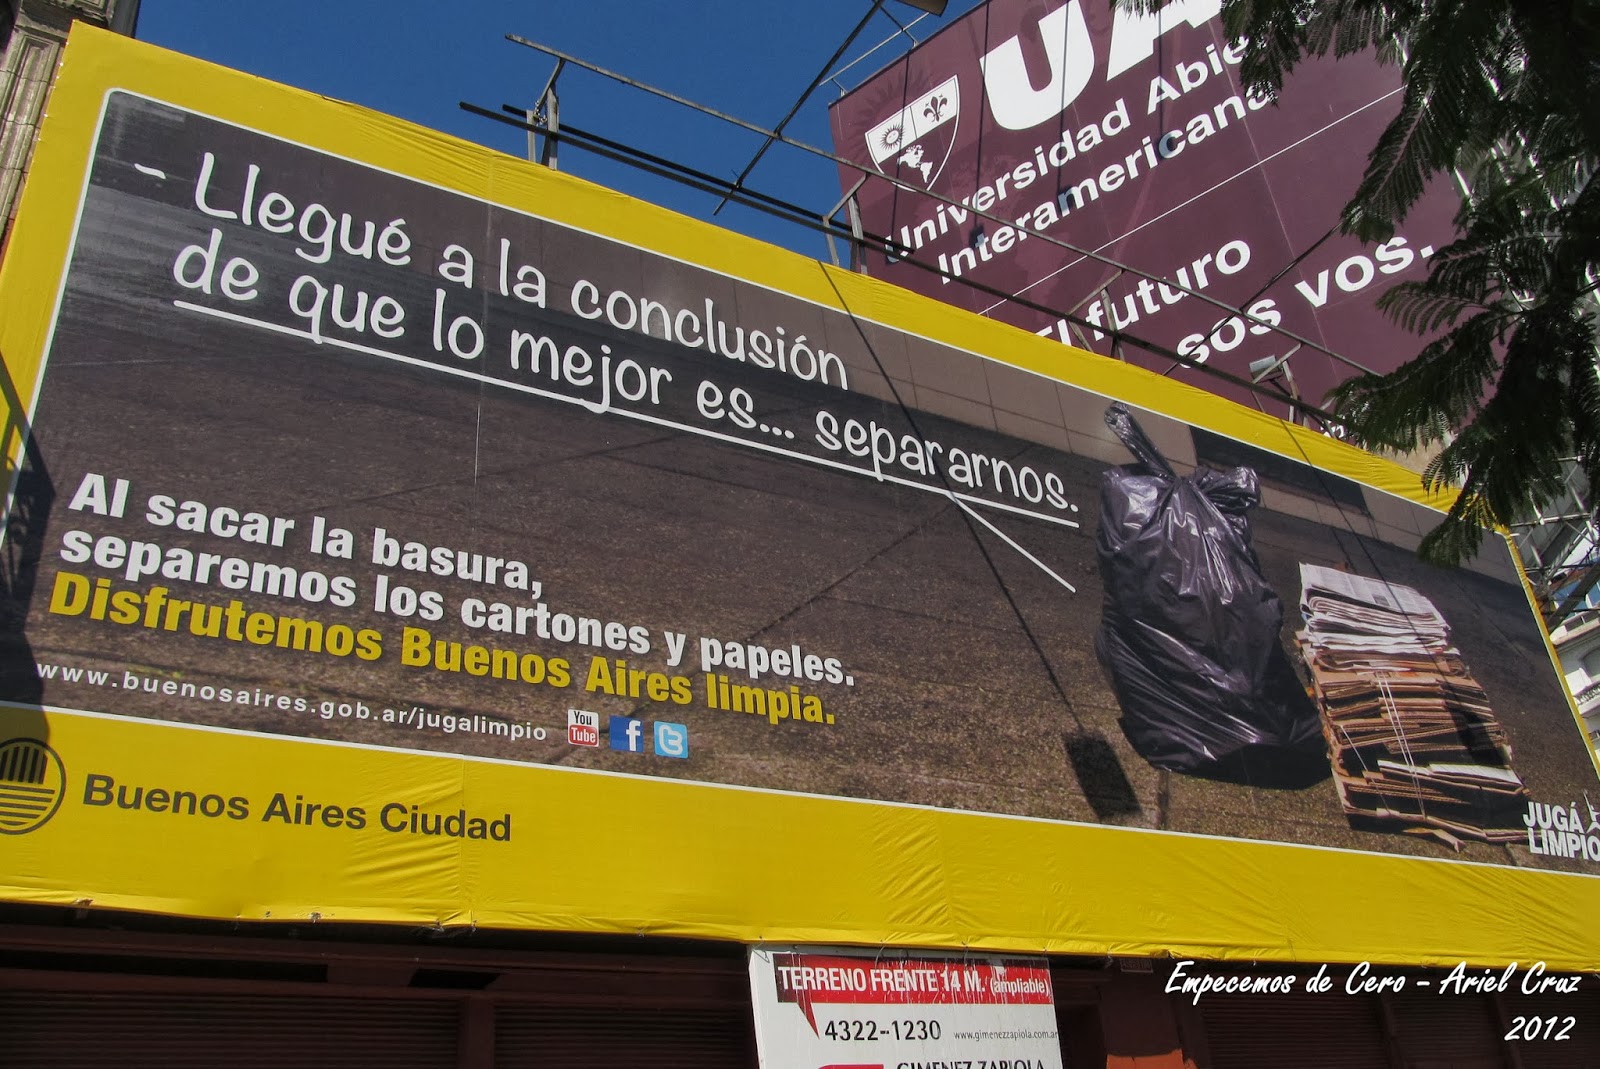 UA
Universidad Abie
Interamericana
El futuro
sos vos.
- Llegué a la conclusión
de que lo mejor es... separarnos.
Al sacar la basura,
separemos los cartones y papeles.
Disfrutemos Buenos Aires limpia.
www.buenosaires.gob.ar/jugalimpio
You
Tube
f
t
JUGÁ
LIMPIO
Buenos Aires Ciudad
TERRENO FRENTE 14 M. (ampliable)
4322-1230 www.gimenezzapiola.com.ar
GIMENEZ ZAPIOLA
Empecemos de Cero - Ariel Cruz
2012